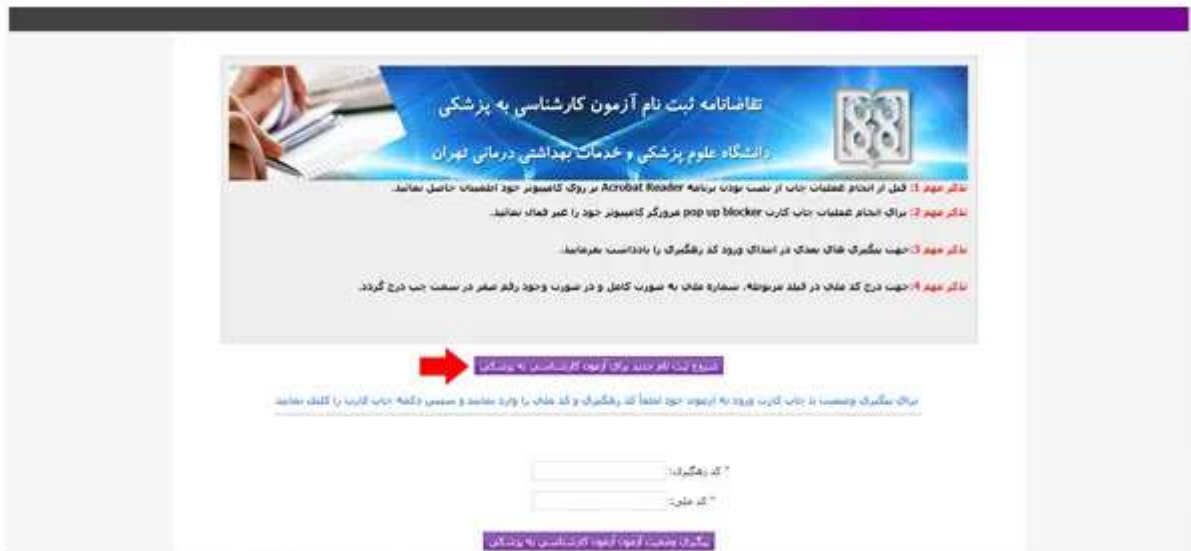 تقاضانامه ثبت نام آزمون کارشناسی به پزشکی
دانشگاه علوم پزشکی و خدمات بهداشتی درمانی تهران
تذکر مهم 1: قبل از انجام عملیات چاپ از نصب بودن برنامه Acrobat Reader بر روی کامپیوتر خود اطمینان حاصل نمائید.
تذکر مهم 2: برای انجام عملیات چاپ کارت pop up blocker مرورگر کامپیوتر خود را غیر فعال نمائید.
تذکر مهم 3: جهت پیگیری های بعدی در ابتدای ورود کد رهگیری را یادداشت بفرمایید.
تذکر مهم 4: جهت درج کد ملی در فیلد مربوطه، شماره ملی به صورت کامل و در صورت وجود رقم صفر در سمت چپ درج گردد.
شروع ثبت نام جدید برای آزمون کارشناسی به پزشکی
برای پیگیری وضعیت یا چاپ کارت ورود به آزمون خود لطفاً کد رهگیری و کد ملی را وارد نمایید و سپس دکمه چاپ کارت را کلیک نمایید
* کد رهگیری:
* کد ملی:
پیگیری وضعیت آزمون آزمون کارشناسی به پزشکی